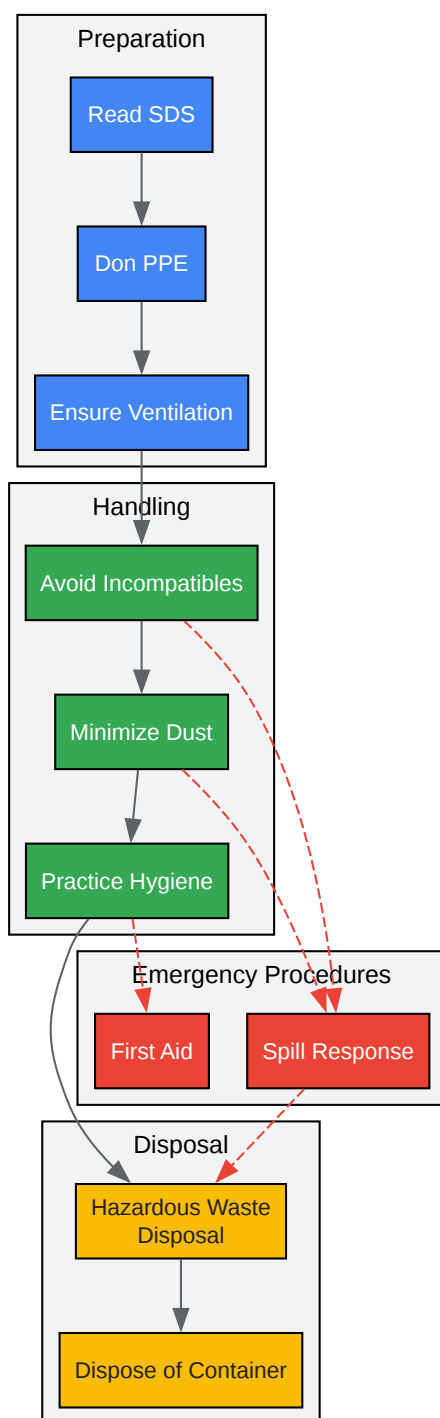 Preparation
Read SDS
Don PPE
Ensure Ventilation
Handling
Avoid Incompatibles
Minimize Dust
Practice Hygiene
Emergency Procedures
First Aid
Spill Response
Disposal
Hazardous Waste
Disposal
Dispose of Container